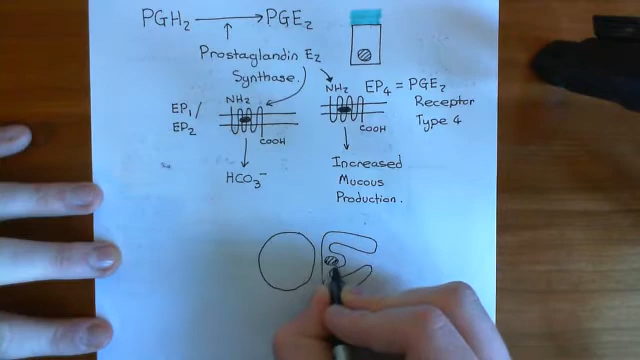 PGH₂ → PGE₂
Prostaglandin E₂
Synthase.
NH₂
EP₁/
EP₂
COOH
HCO₃⁻
NH₂
EP₄ = PGE₂
Receptor
Type 4
COOH
Increased
Mucous
Production.